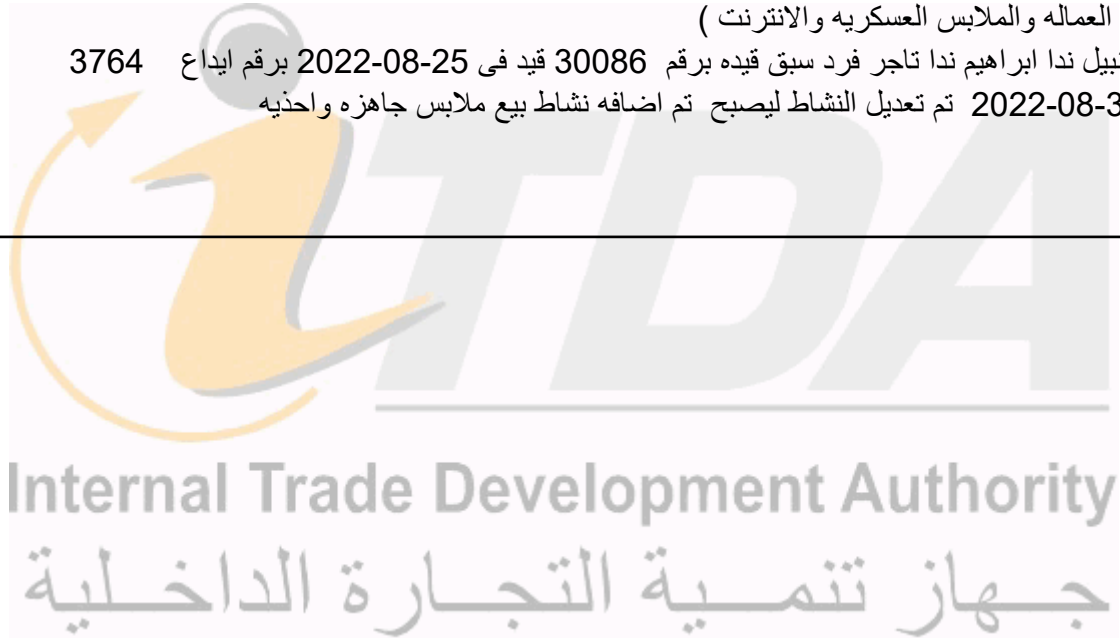 العماله والملابس العسكريه والانترنت )
نبيل ندا ابراهيم ندا تاجر فرد سبق قيده برقم 30086 قيد فى 25-08-2022 برقم ايداع 3764
2022-08-3 تم تعديل النشاط ليصبح تم اضافه نشاط بيع ملابس جاهزه واحذيه
iTDA
Internal Trade Development Authority
جهاز تنمية التجارة الداخلية